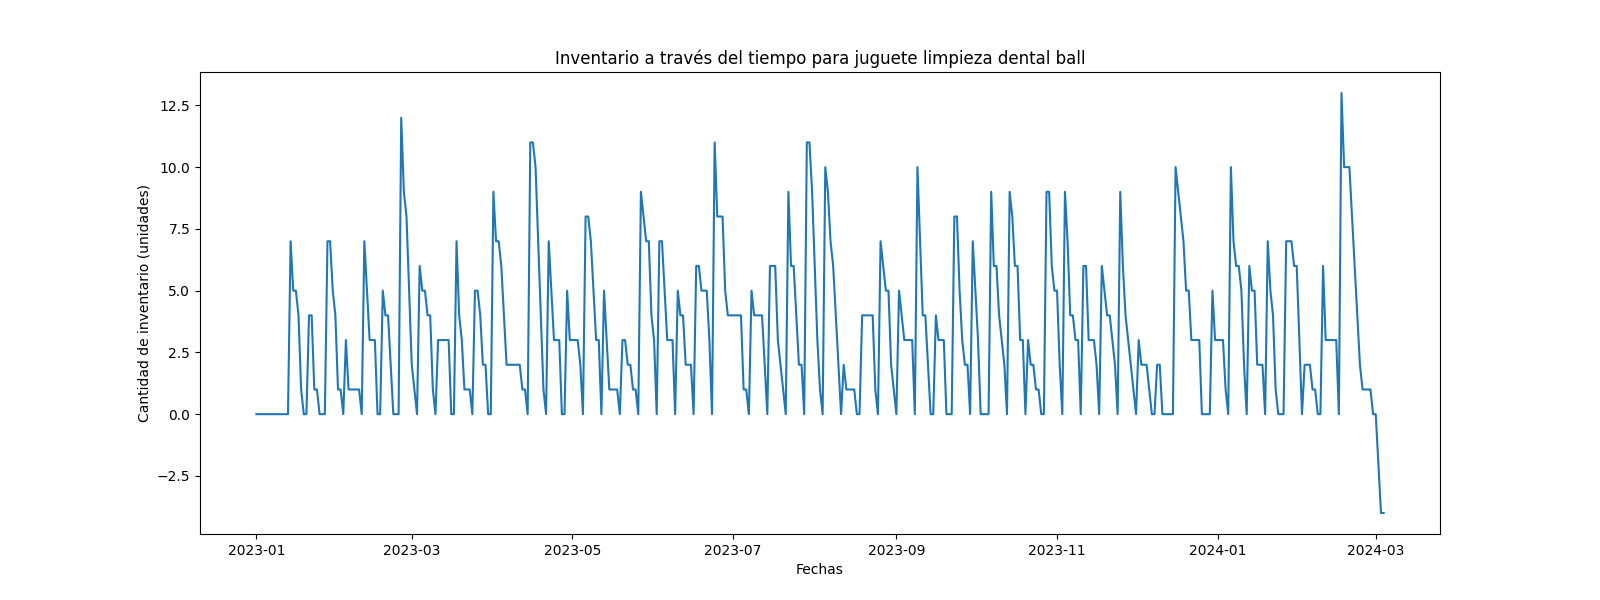 Inventario a través del tiempo para juguete limpieza dental ball
Cantidad de inventario (unidades)
12.5
10.0
7.5
5.0
2.5
0.0
−2.5
2023-01 2023-03 2023-05 2023-07 2023-09 2023-11 2024-01 2024-03
Fechas